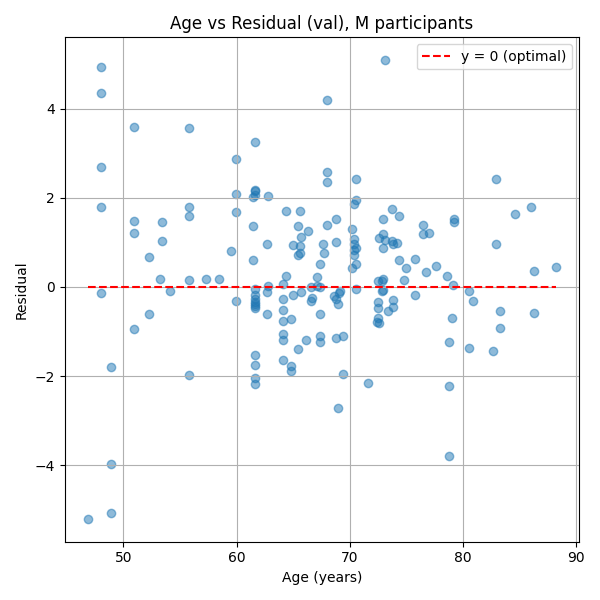 Age vs Residual (val), M participants
y = 0 (optimal)
Residual
4
2
0
−2
−4
50 60 70 80 90
Age (years)